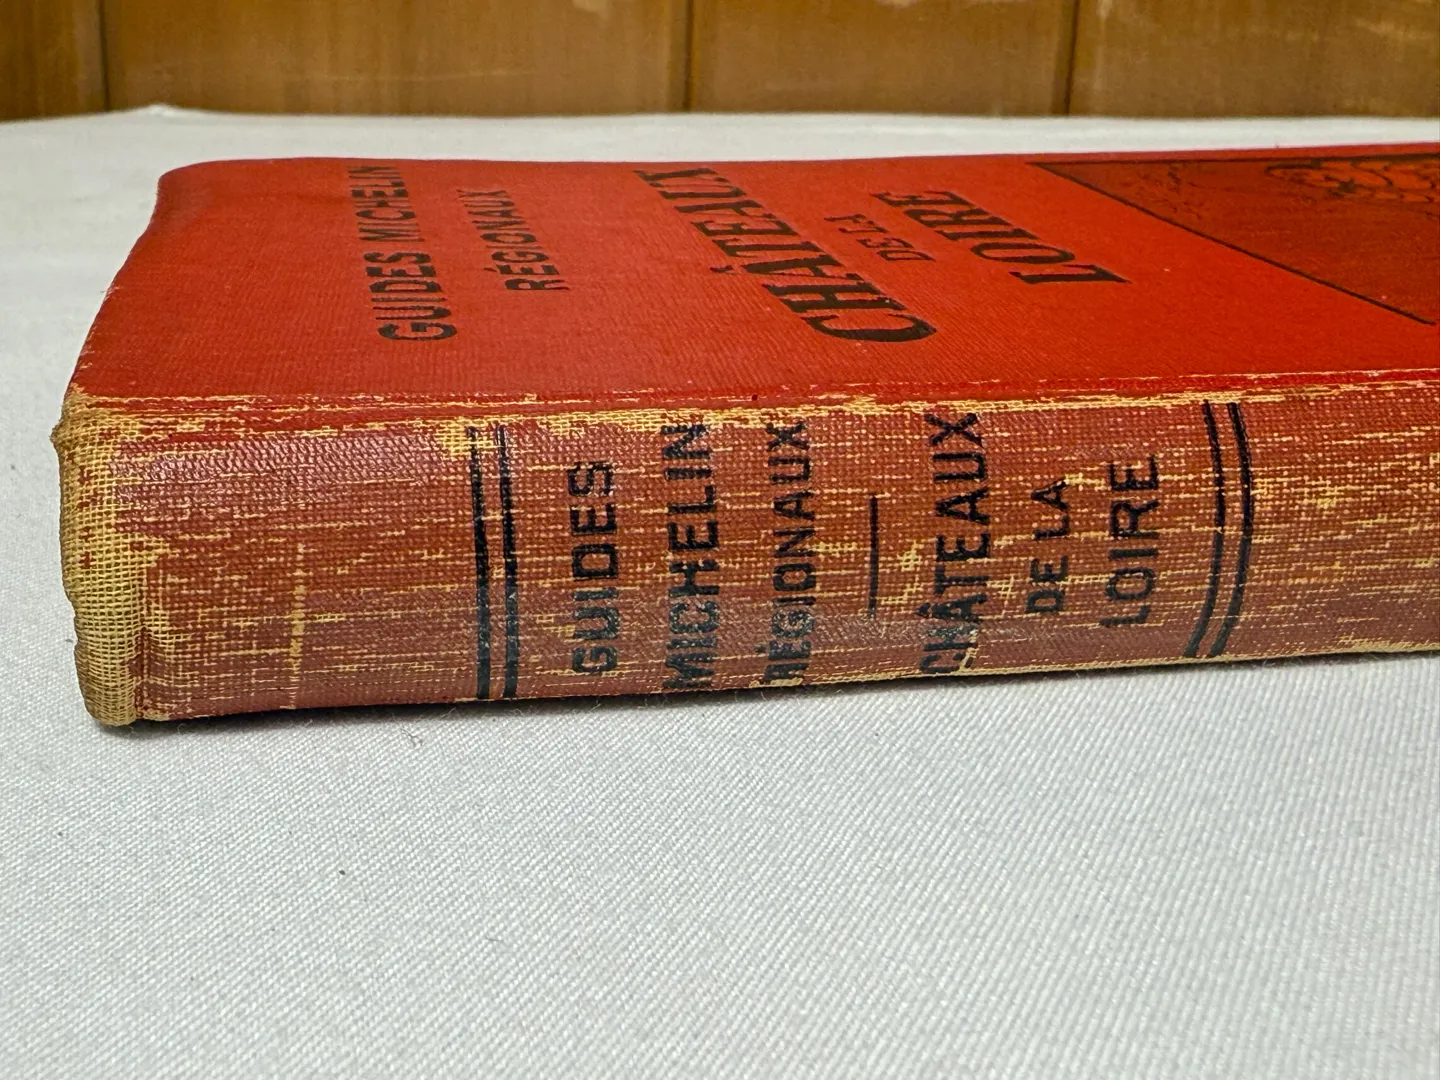 GUIDES MICHELIN
RÉGIONAUX
CHÂTEAUX
DE LA
LOIRE
GUIDES
MICHELIN
RÉGIONAUX
CHÂTEAUX
DE LA
LOIRE